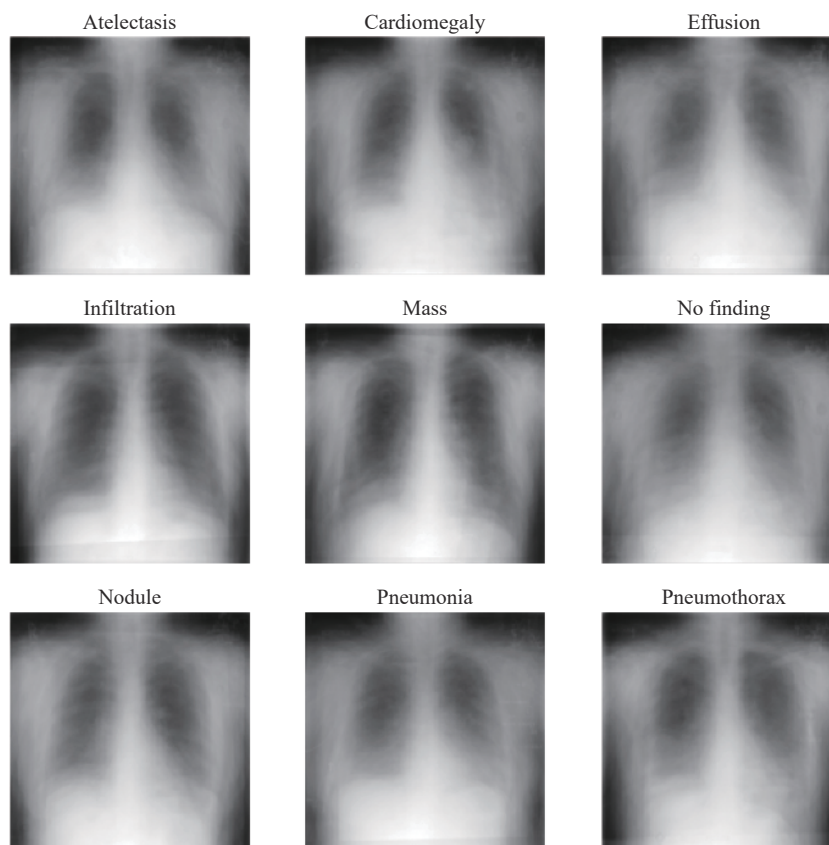 Atelectasis
Cardiomegaly
Effusion
Infiltration
Mass
No finding
Nodule
Pneumonia
Pneumothorax